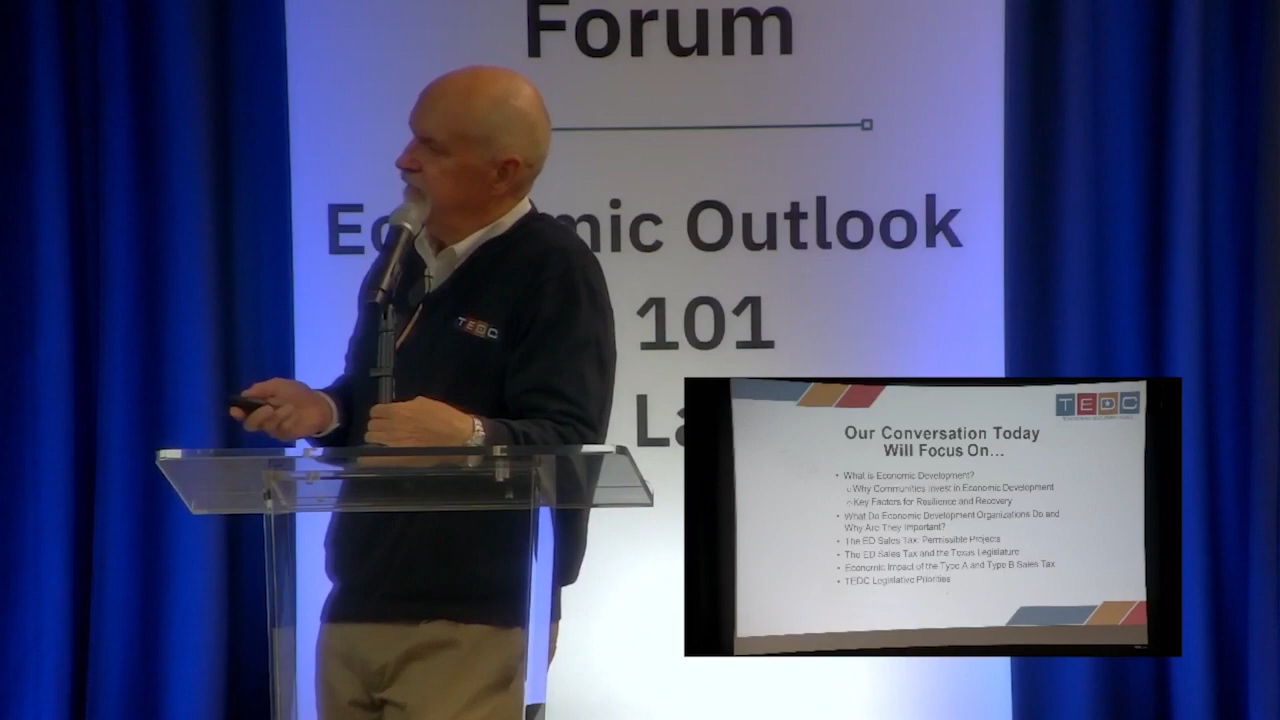 Forum
Economic Outlook
101
La
TEDC
TEDC
Our Conversation Today
Will Focus On...
• What is Economic Development?
○ Why Communities Invest in Economic Development
○ Key Factors for Resilience and Recovery
• What Do Economic Development Organizations Do and
Why Are They Important?
• The ED Sales Tax: Permissible Projects
• The ED Sales Tax and the Texas Legislature
• Economic Impact of the Type A and Type B Sales Tax
• TEDC Legislative Priorities